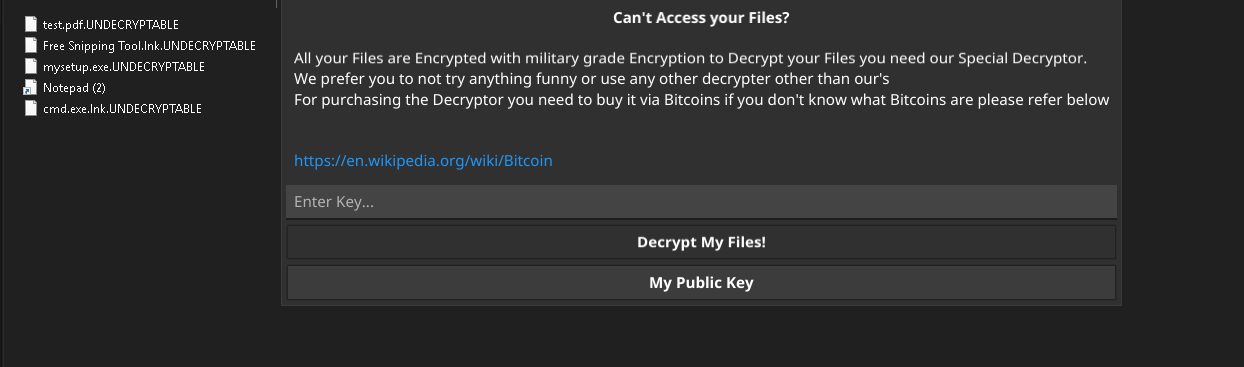 test.pdf.UNDECRYPTABLE
Free Snipping Tool.lnk.UNDECRYPTABLE
mysetup.exe.UNDECRYPTABLE
Notepad (2)
cmd.exe.lnk.UNDECRYPTABLE
Can't Access your Files?
All your Files are Encrypted with military grade Encryption to Decrypt your Files you need our Special Decryptor.
We prefer you to not try anything funny or use any other decrypter other than our's
For purchasing the Decryptor you need to buy it via Bitcoins if you don't know what Bitcoins are please refer below
https://en.wikipedia.org/wiki/Bitcoin
Enter Key...
Decrypt My Files!
My Public Key